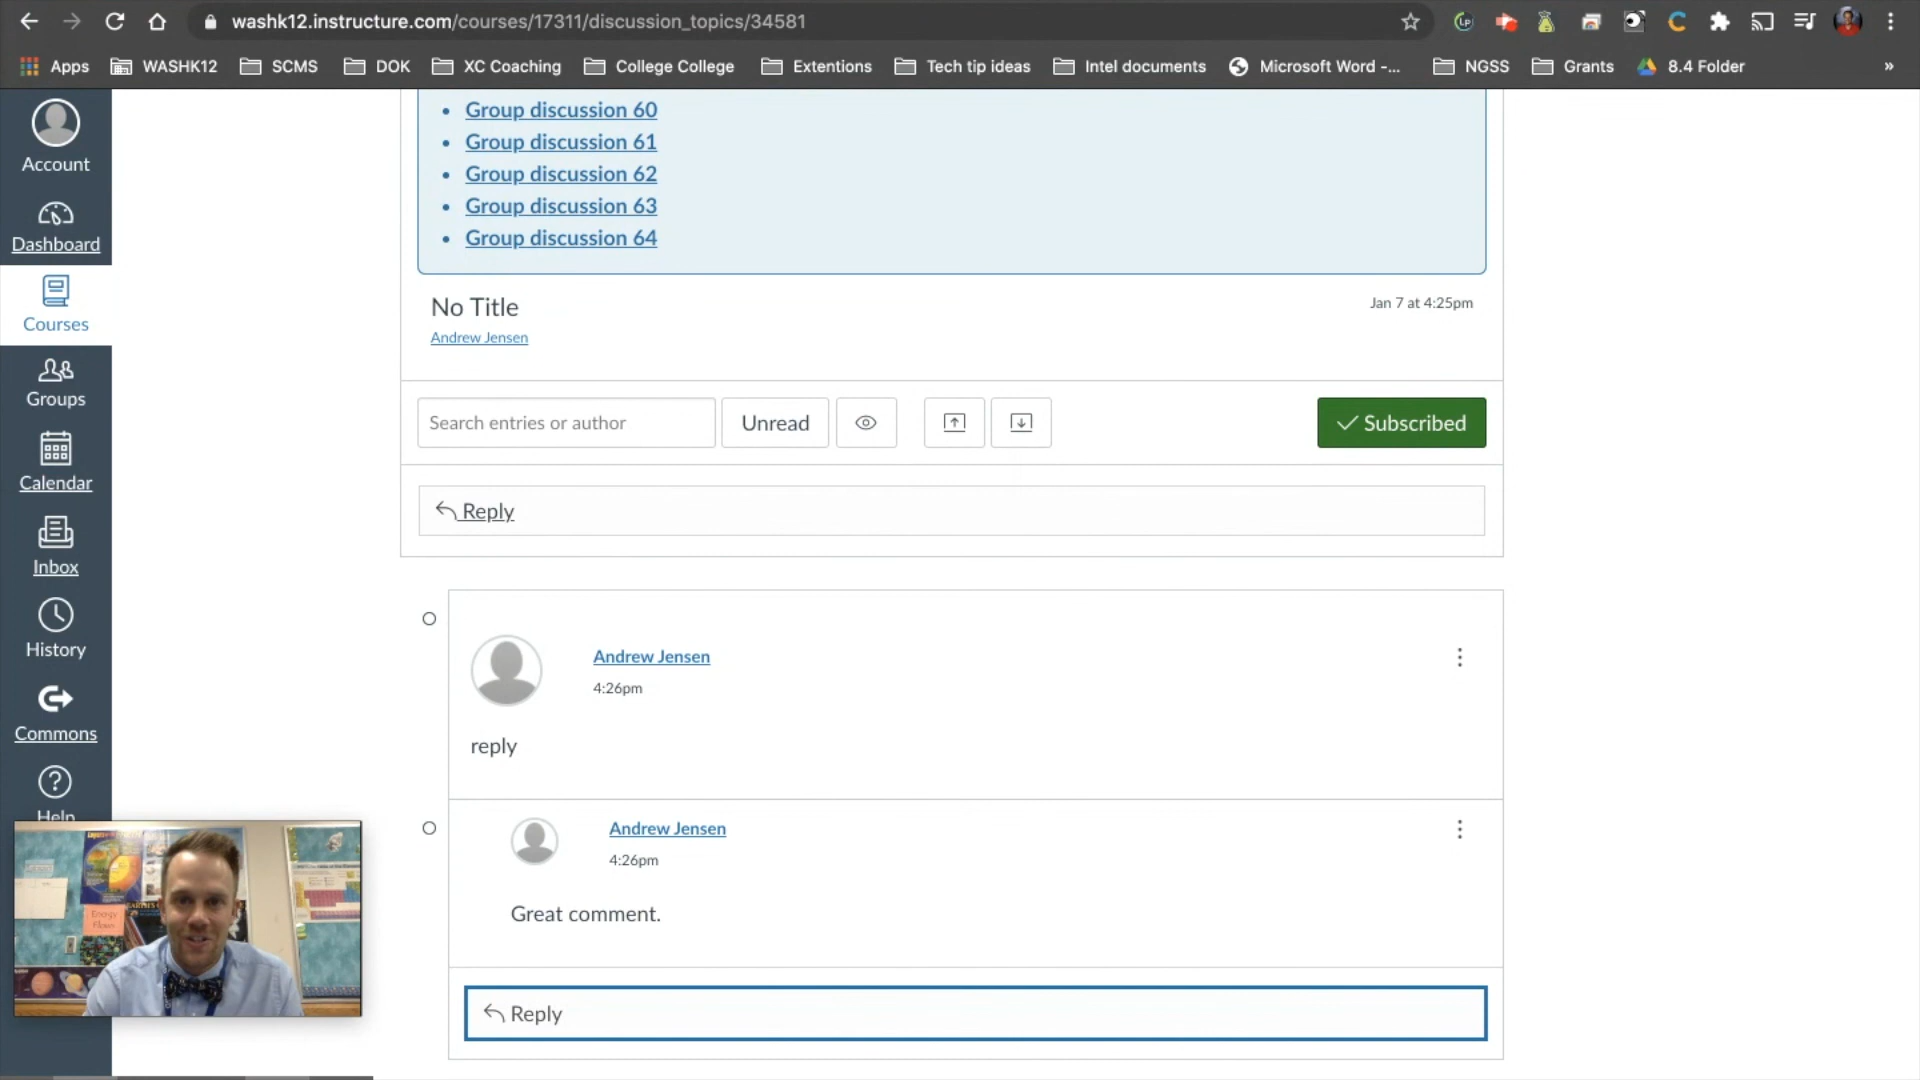 washk12.instructure.com/courses/17311/discussion_topics/34581
Apps WASHK12 SCMS DOK XC Coaching College College Extentions Tech tip ideas Intel documents Microsoft Word -... NGSS Grants 8.4 Folder »
Account
Dashboard
Courses
Groups
Calendar
Inbox
History
Commons
Help
Group discussion 60
Group discussion 61
Group discussion 62
Group discussion 63
Group discussion 64
No Title
Jan 7 at 4:25pm
Andrew Jensen
Search entries or author
Unread
Subscribed
Reply
Andrew Jensen
4:26pm
reply
Andrew Jensen
4:26pm
Great comment.
Reply
Energy
Flows